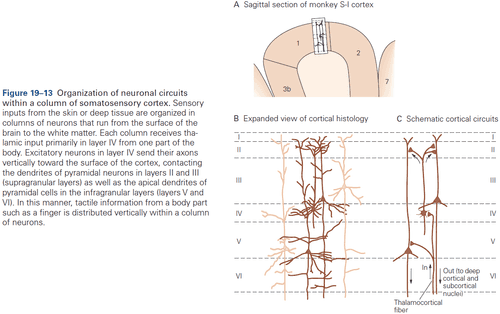 A Sagittal section of monkey S-I cortex
1
2
3b
7
Figure 19–13 Organization of neuronal circuits
within a column of somatosensory cortex. Sensory
inputs from the skin or deep tissue are organized in
columns of neurons that run from the surface of the
brain to the white matter. Each column receives tha-
lamic input primarily in layer IV from one part of the
body. Excitatory neurons in layer IV send their axons
vertically toward the surface of the cortex, contacting
the dendrites of pyramidal neurons in layers II and III
(supragranular layers) as well as the apical dendrites of
pyramidal cells in the infragranular layers (layers V and
VI). In this manner, tactile information from a body part
such as a finger is distributed vertically within a column
of neurons.
B Expanded view of cortical histology
I
II
III
IV
V
VI
C Schematic cortical circuits
I
II
III
IV
V
VI
In
Out (to deep
cortical and
subcortical
nuclei)
Thalamocortical
fiber